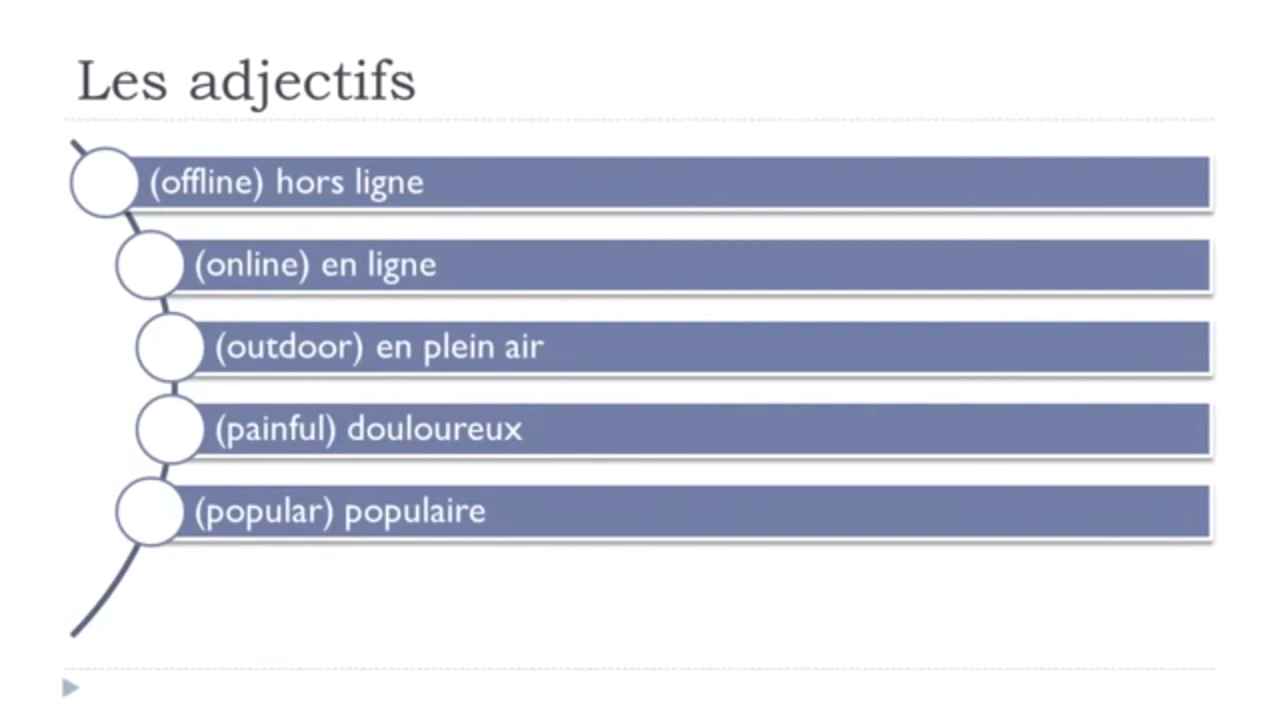 Les adjectifs
(offline) hors ligne
(online) en ligne
(outdoor) en plein air
(painful) douloureux
(popular) populaire